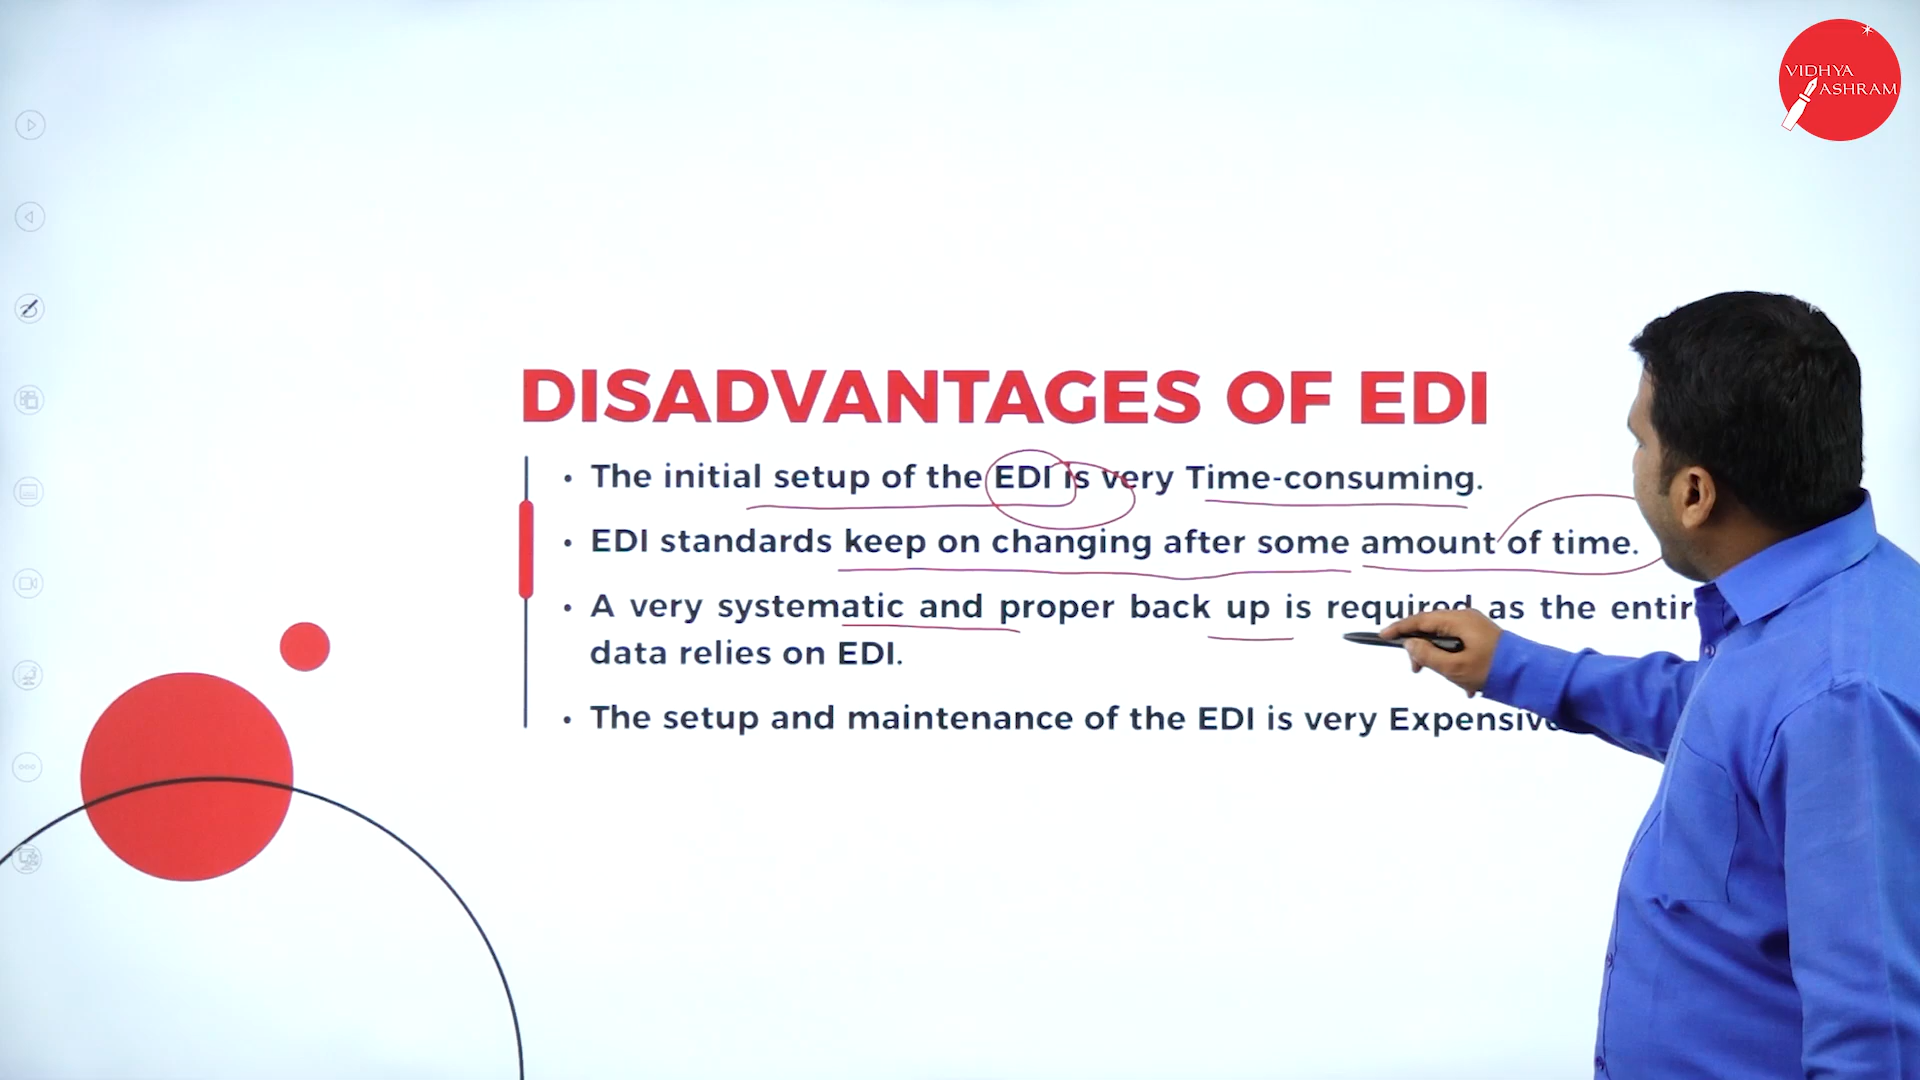 VIDHYA
ASHRAM
DISADVANTAGES OF EDI
• The initial setup of the EDI is very Time-consuming.
• EDI standards keep on changing after some amount of time.
• A very systematic and proper back up is required as the
data relies on EDI.
• The setup and maintenance of the EDI is very